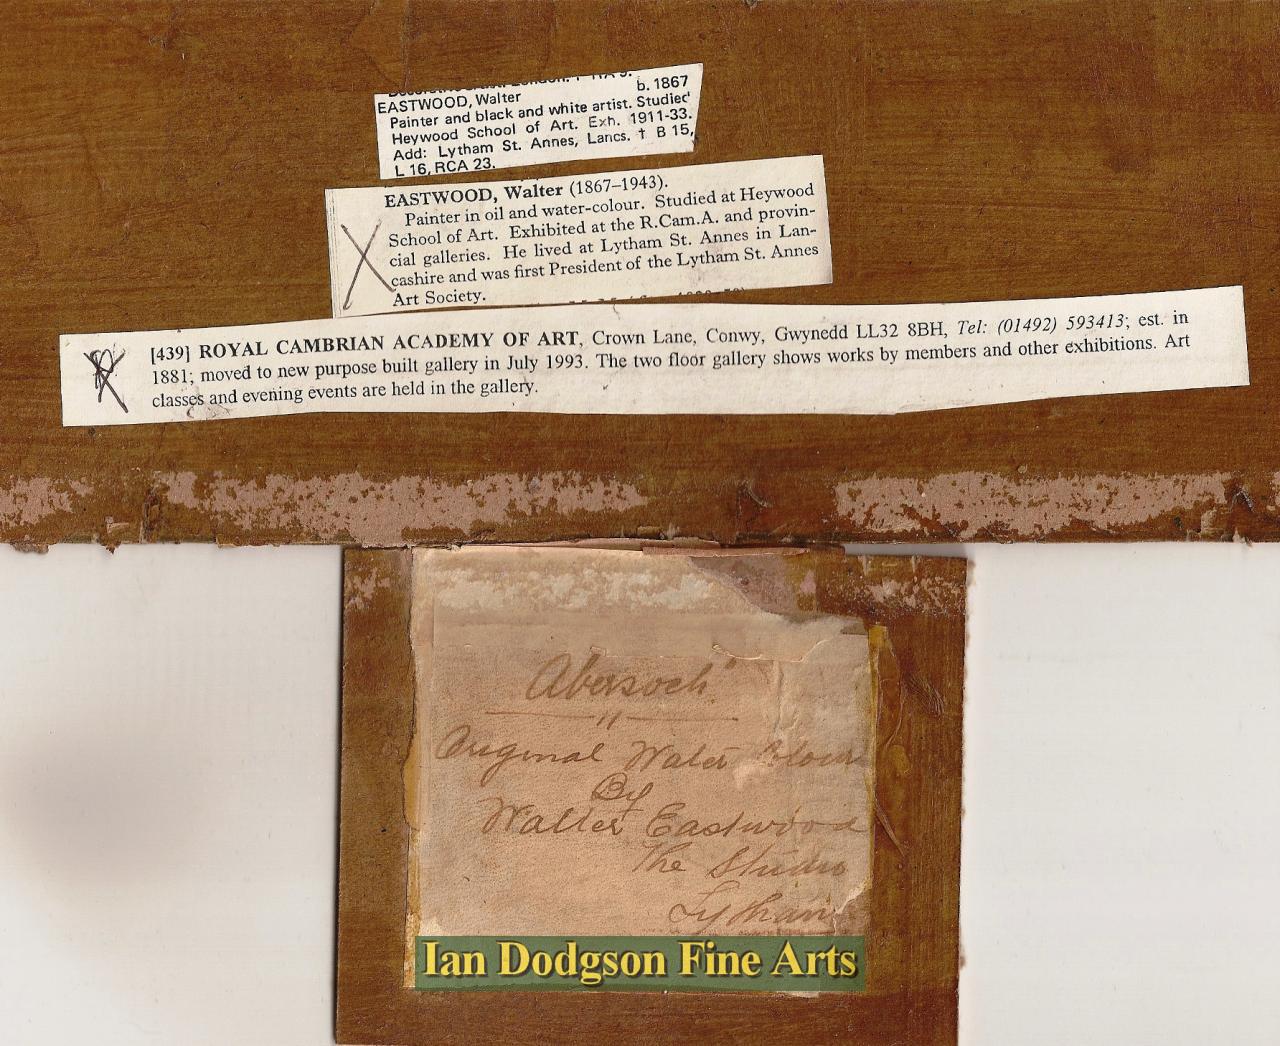 b. 1867
EASTWOOD, Walter
Painter and black and white artist. Studied
Heywood School of Art. Exh. 1911-33.
Add: Lytham St. Annes, Lancs. † B 15,
L 16, RCA 23.
EASTWOOD, Walter (1867–1943).
Painter in oil and water-colour. Studied at Heywood
School of Art. Exhibited at the R.Cam.A. and provin-
cial galleries. He lived at Lytham St. Annes in Lan-
cashire and was first President of the Lytham St. Annes
Art Society.
[439] ROYAL CAMBRIAN ACADEMY OF ART, Crown Lane, Conwy, Gwynedd LL32 8BH, Tel: (01492) 593413; est. in
1881; moved to new purpose built gallery in July 1993. The two floor gallery shows works by members and other exhibitions. Art
classes and evening events are held in the gallery.
Abersoch"
Original Water Colour
By
Walter Eastwood
The Studio
Lytham
Ian Dodgson Fine Arts